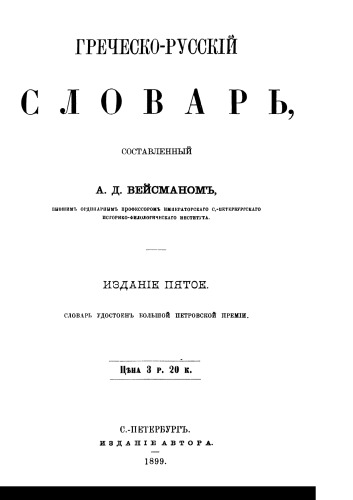 ГРЕЧЕСКО-РУССКІЙ
СЛОВАРЬ,
СОСТАВЛЕННЫЙ
А. Д. ВЕЙСМАНОМЪ,
БЫВШИМЪ ОРДИНАРНЫМЪ ПРОФЕССОРОМЪ ИМПЕРАТОРСКАГО С.-ПЕТЕРБУРГСКАГО
ИСТОРИКО-ФИЛОЛОГИЧЕСКАГО ИНСТИТУТА.
ИЗДАНІЕ ПЯТОЕ.
СЛОВАРЬ УДОСТОЕНЪ БОЛЬШОЙ ПЕТРОВСКОЙ ПРЕМІИ.
Цѣна 3 р. 20 к.
С.-ПЕТЕРБУРГЪ.
ИЗДАНІЕ АВТОРА.
1899.